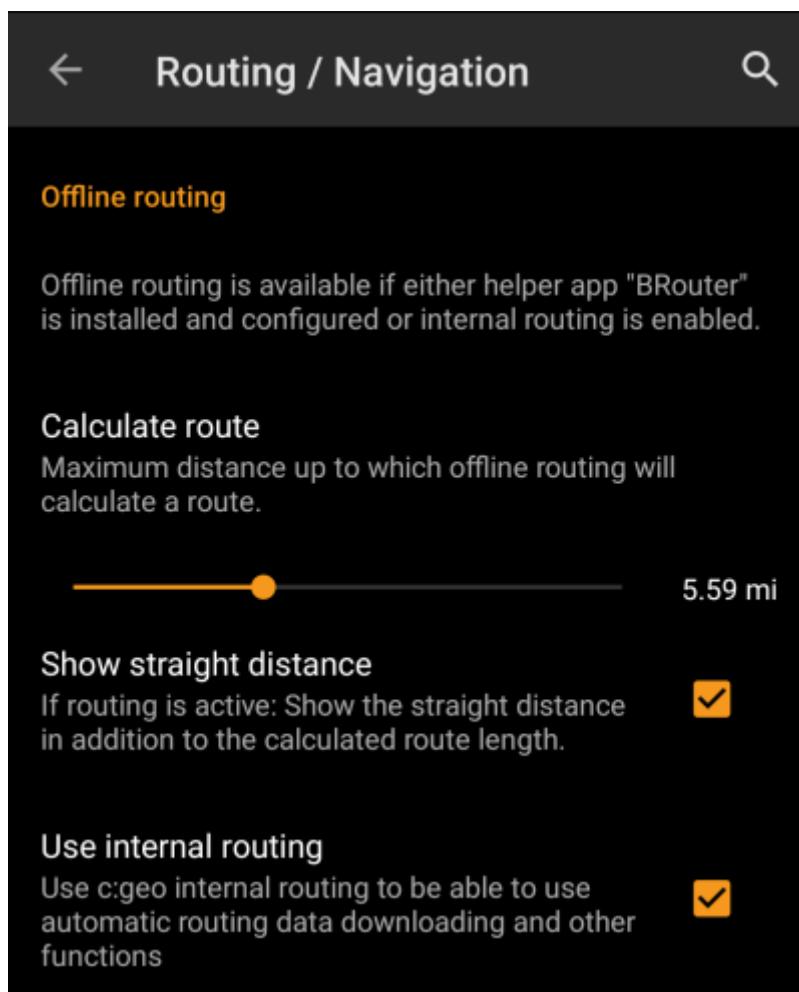 Routing / Navigation
Offline routing
Offline routing is available if either helper app "BRouter"
is installed and configured or internal routing is enabled.
Calculate route
Maximum distance up to which offline routing will
calculate a route.
5.59 mi
Show straight distance
If routing is active: Show the straight distance
in addition to the calculated route length.
Use internal routing
Use c:geo internal routing to be able to use
automatic routing data downloading and other
functions